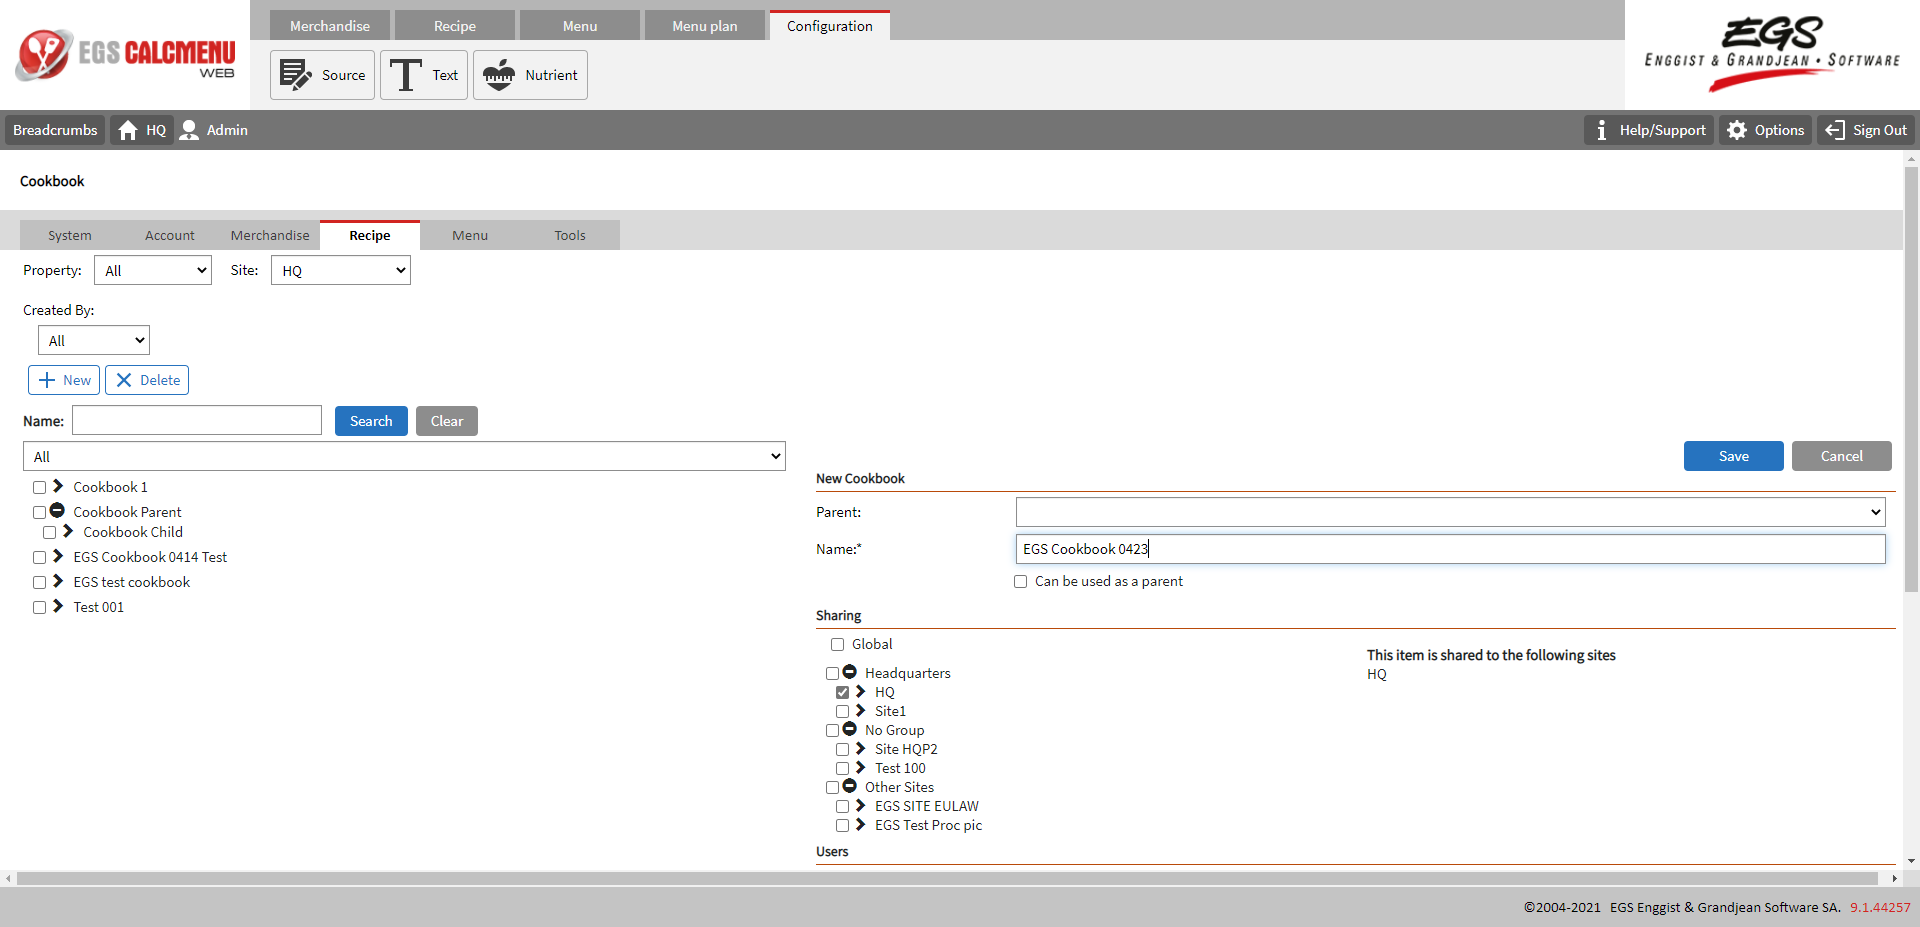 EGS CALCMENU
WEB
Merchandise
Recipe
Menu
Menu plan
Configuration
Source
Text
Nutrient
EGS
ENGGIST & GRANDJEAN • SOFTWARE
Breadcrumbs
HQ
Admin
Help/Support
Options
Sign Out
Cookbook
System
Account
Merchandise
Recipe
Menu
Tools
Property:
All
Site:
HQ
Created By:
All
New
Delete
Name:
Search
Clear
All
Cookbook 1
Cookbook Parent
Cookbook Child
EGS Cookbook 0414 Test
EGS test cookbook
Test 001
Save
Cancel
New Cookbook
Parent:
Name:*
EGS Cookbook 0423
Can be used as a parent
Sharing
Global
Headquarters
HQ
Site1
No Group
Site HQP2
Test 100
Other Sites
EGS SITE EULAW
EGS Test Proc pic
This item is shared to the following sites
HQ
Users
©2004-2021 EGS Enggist & Grandjean Software SA. 9.1.44257